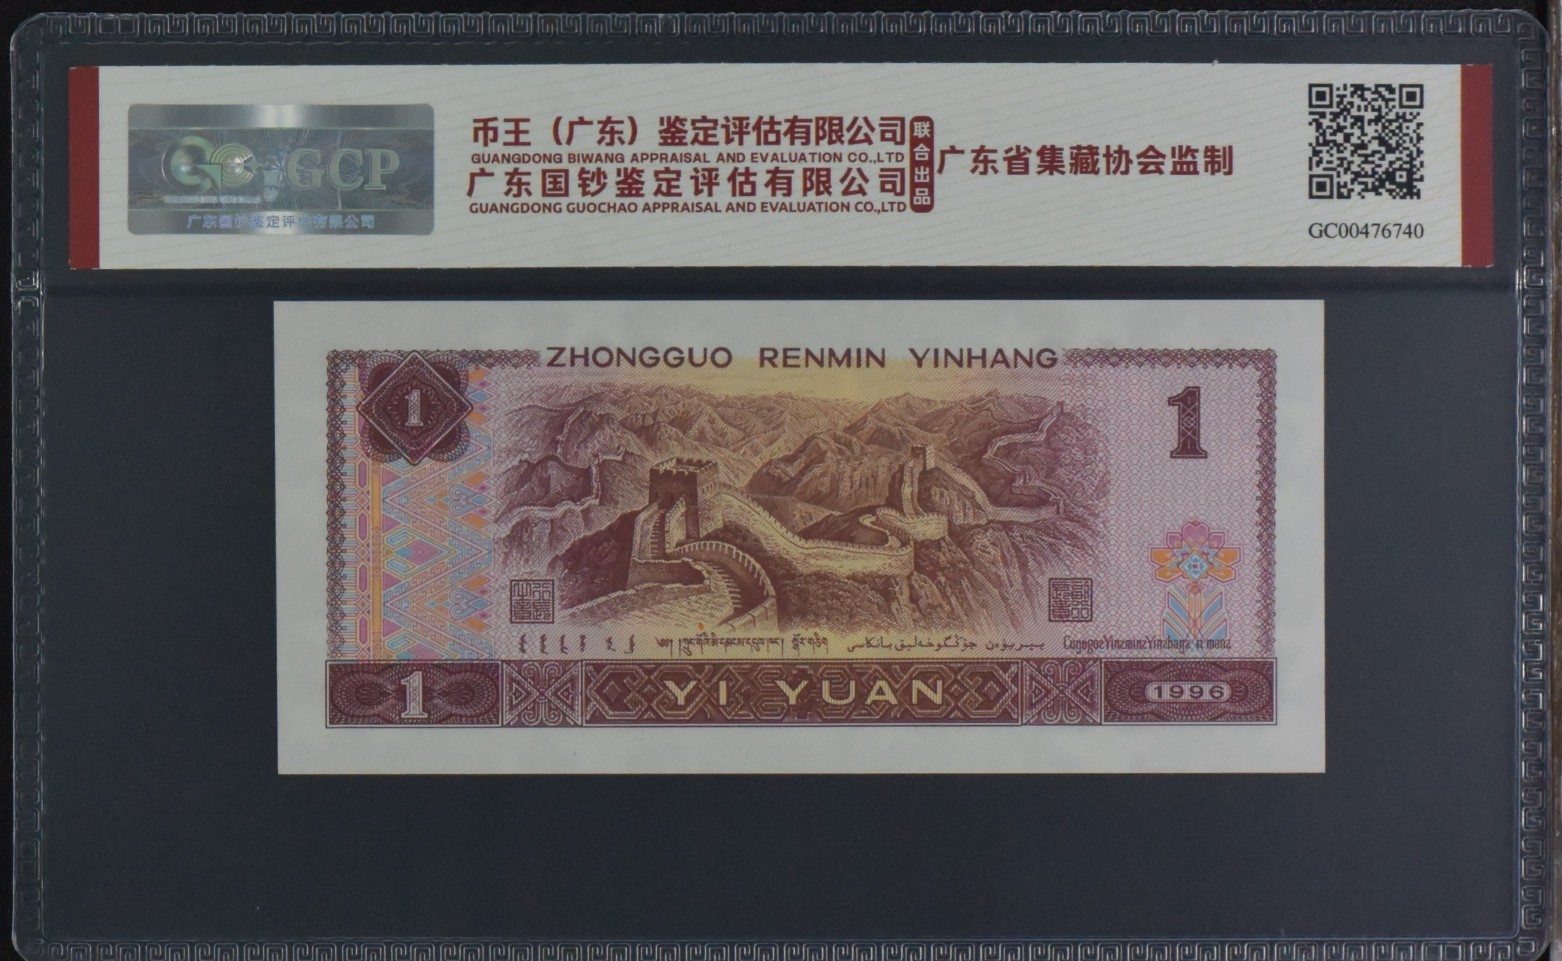 GCP
广东国钞鉴定评估有限公司
币王（广东）鉴定评估有限公司
GUANGDONG BIWANG APPRAISAL AND EVALUATION CO.,LTD
广东国钞鉴定评估有限公司
GUANGDONG GUOCHAO APPRAISAL AND EVALUATION CO.,LTD
联合出品
广东省集藏协会监制
GC00476740
ZHONGGUO RENMIN YINHANG
1
1
1
YI YUAN
1996